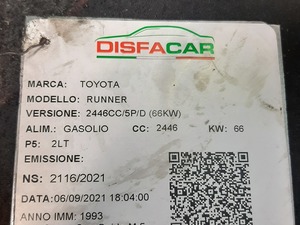 DISFACAR
MARCA: TOYOTA
MODELLO: RUNNER
VERSIONE: 2446CC/5P/D (66KW)
ALIM.: GASOLIO CC: 2446 KW: 66
P5: 2LT
EMISSIONE:
NS: 2116/2021
DATA:06/09/2021 18:04:00
ANNO IMM: 1993